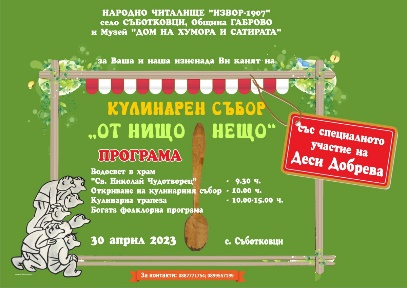 НАРОДНО ЧИТАЛИЩЕ "ИЗВОР-1907"
село СЪБОТКОВЦИ, Община ГАБРОВО
и Музей "ДОМ НА ХУМОРА И САТИРАТА"
за Ваша и наша изненада Ви канят на
КУЛИНАРЕН СЪБОР
„ОТ НИЩО НЕЩО“
със специалното
участие на
Деси Добрева
ПРОГРАМА
Водосвет в храм
"Св. Николай Чудотворец" - 9.30 ч.
Откриване на кулинарния събор - 10.00 ч.
Кулинарна трапеза - 10.00-15.00 ч.
Богата фолклорна програма
30 април 2023 с. Съботковци
За контакти: